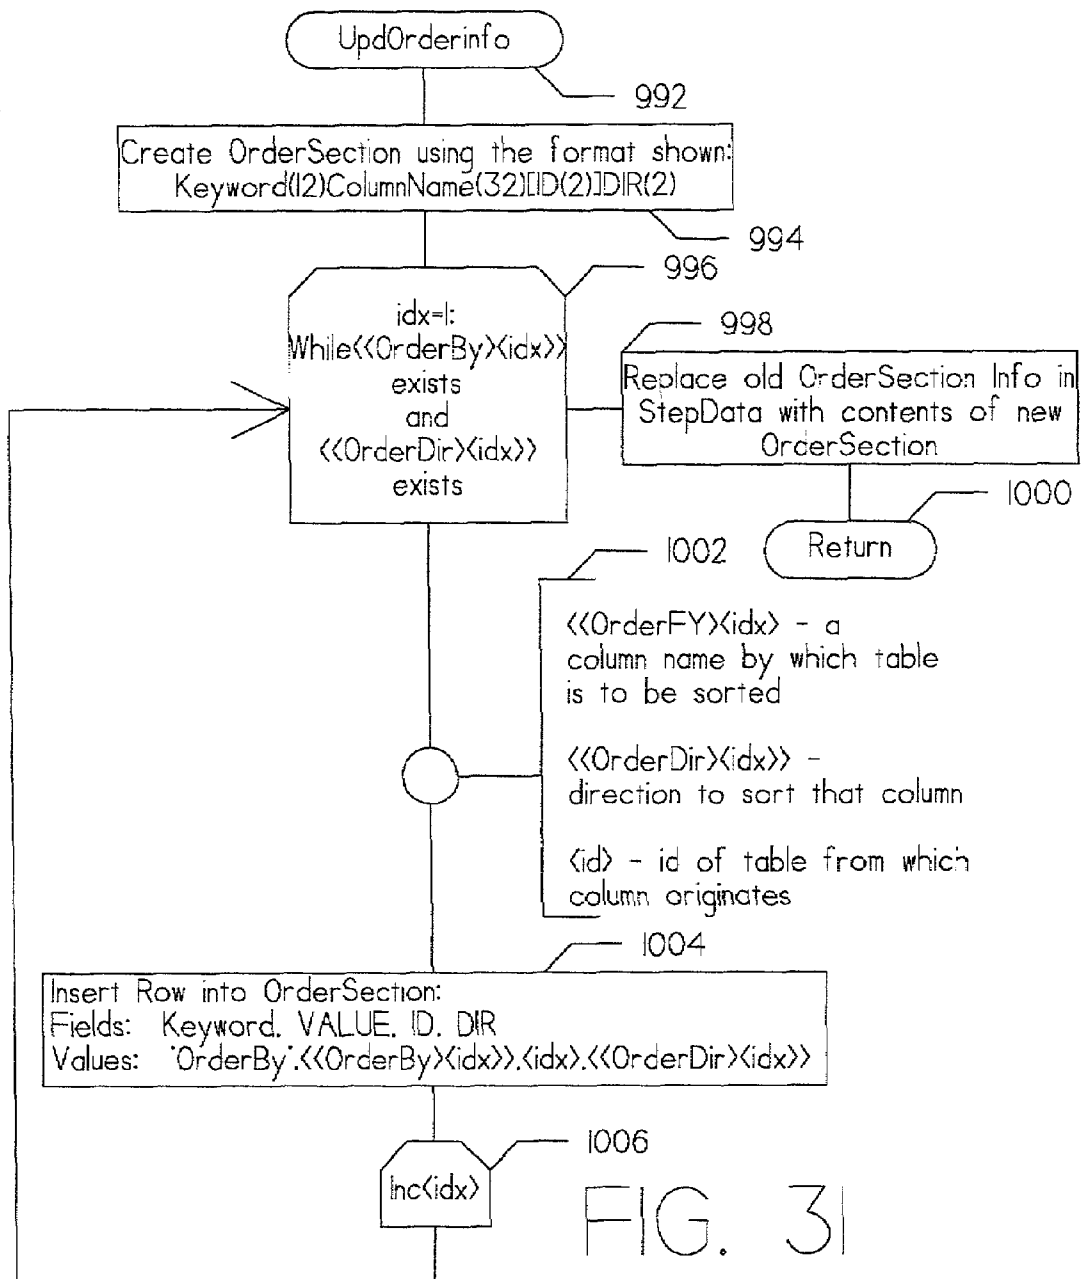 UpdOrderinfo
992
Create OrderSection using the format shown:
Keyword(12)ColumnName(32)[ID(2)]DIR(2)
994
996
idx=1:
While<<OrderBy><idx>>
exists
and
<<OrderDir><idx>>
exists
998
Replace old OrderSection Info in
StepData with contents of new
OrderSection
1000
Return
1002
<<OrderFY><idx> - a
column name by which table
is to be sorted
<<OrderDir><idx>> -
direction to sort that column
<id> - id of table from which
column originates
1004
Insert Row into OrderSection:
Fields: Keyword, VALUE, ID, DIR
Values: 'OrderBy',<<OrderBy><idx>>,<idx>,<<OrderDir><idx>>
1006
Inc<idx>
FIG. 31